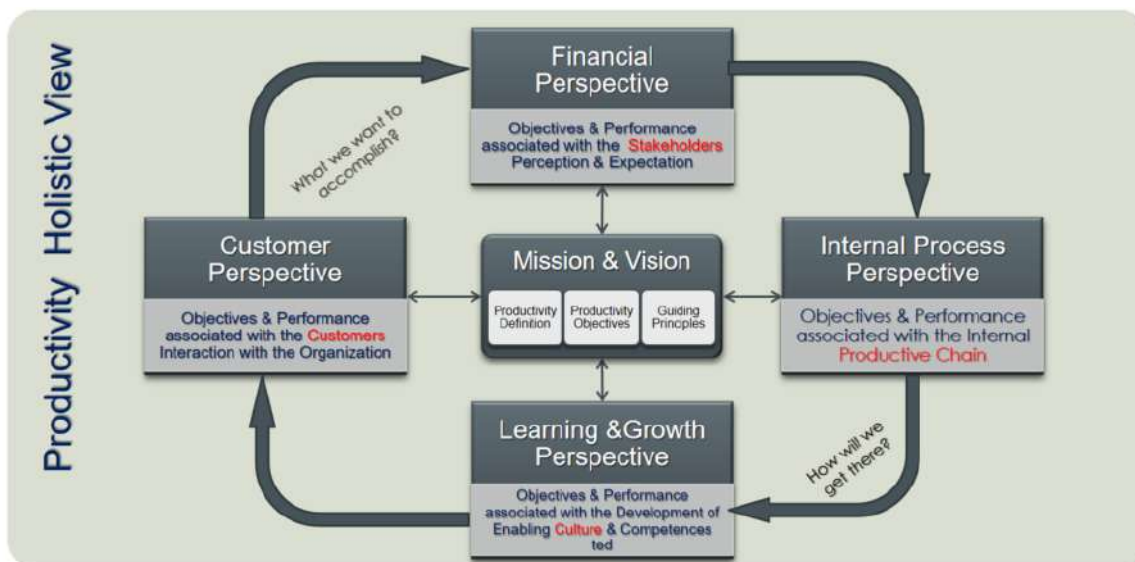 Productivity Holistic View
Financial
Perspective
Objectives & Performance
associated with the Stakeholders
Perception & Expectation
What we want to
accomplish?
Customer
Perspective
Objectives & Performance
associated with the Customers
Interaction with the Organization
Mission & Vision
Productivity
Definition
Productivity
Objectives
Guiding
Principles
Internal Process
Perspective
Objectives & Performance
associated with the Internal
Productive Chain
How will we
get there?
Learning &Growth
Perspective
Objectives & Performance
associated with the Development of
Enabling Culture & Competences
ted